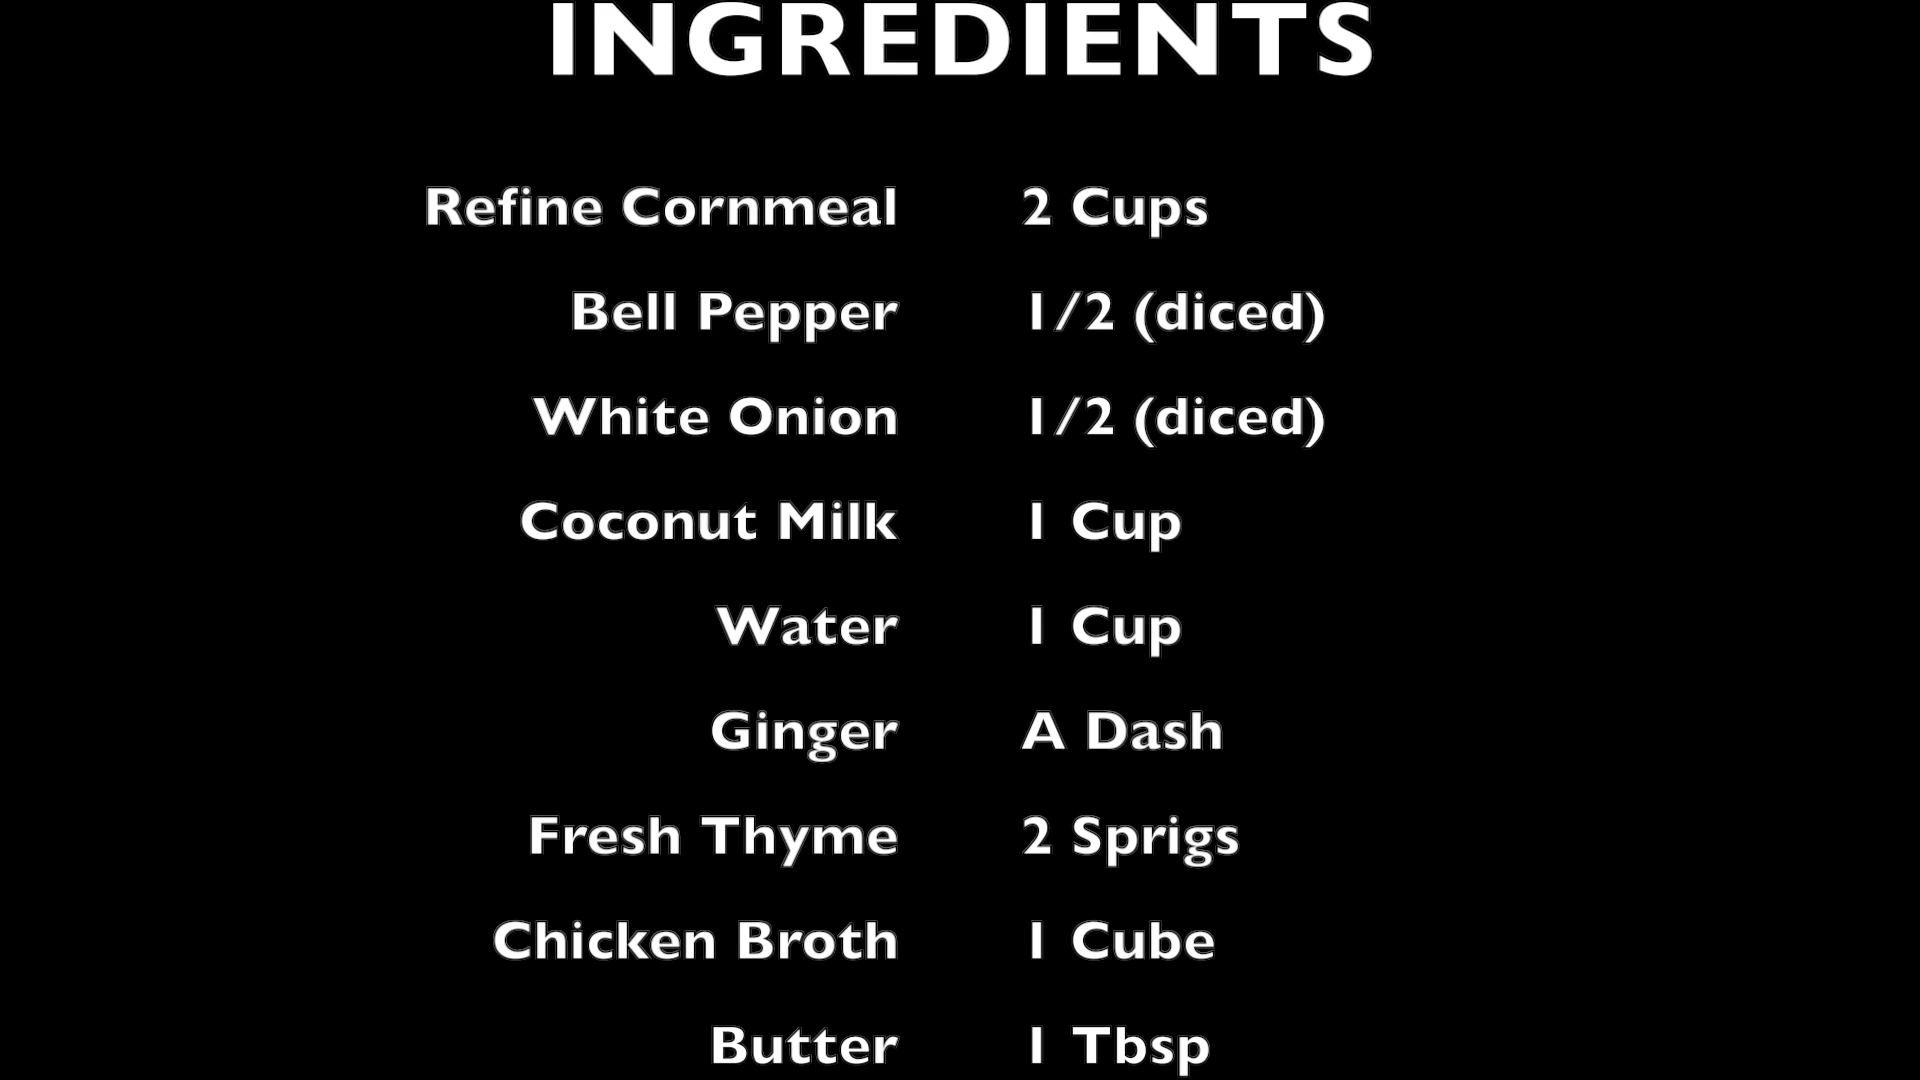 INGREDIENTS
Refine Cornmeal 2 Cups
Bell Pepper 1/2 (diced)
White Onion 1/2 (diced)
Coconut Milk 1 Cup
Water 1 Cup
Ginger A Dash
Fresh Thyme 2 Sprigs
Chicken Broth 1 Cube
Butter 1 Tbsp